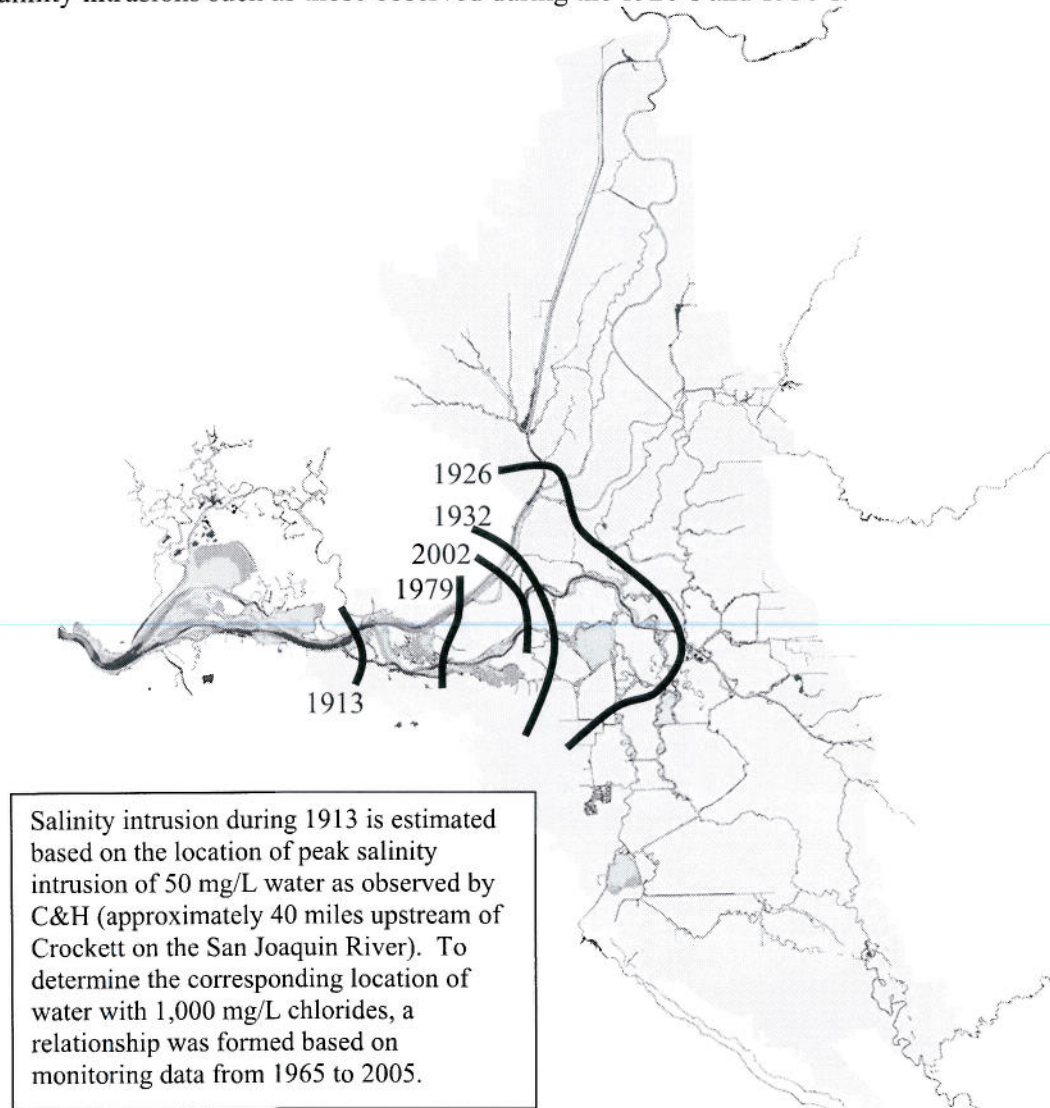 1926
1932
2002
1979
1913
Salinity intrusion during 1913 is estimated
based on the location of peak salinity
intrusion of 50 mg/L water as observed by
C&H (approximately 40 miles upstream of
Crockett on the San Joaquin River). To
determine the corresponding location of
water with 1,000 mg/L chlorides, a
relationship was formed based on
monitoring data from 1965 to 2005.